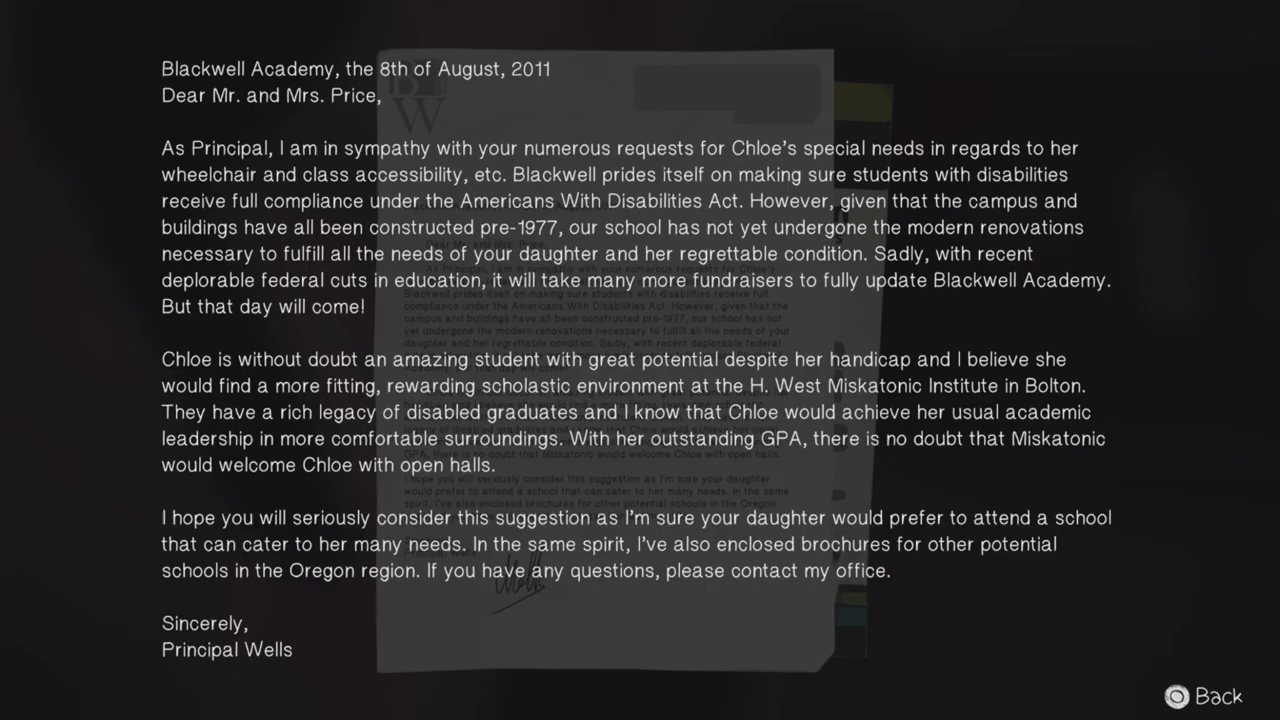 Blackwell Academy, the 8th of August, 2011
Dear Mr. and Mrs. Price,
As Principal, I am in sympathy with your numerous requests for Chloe's special needs in regards to her
wheelchair and class accessibility, etc. Blackwell prides itself on making sure students with disabilities
receive full compliance under the Americans With Disabilities Act. However, given that the campus and
buildings have all been constructed pre-1977, our school has not yet undergone the modern renovations
necessary to fulfill all the needs of your daughter and her regrettable condition. Sadly, with recent
deplorable federal cuts in education, it will take many more fundraisers to fully update Blackwell Academy.
But that day will come!
Chloe is without doubt an amazing student with great potential despite her handicap and I believe she
would find a more fitting, rewarding scholastic environment at the H. West Miskatonic Institute in Bolton.
They have a rich legacy of disabled graduates and I know that Chloe would achieve her usual academic
leadership in more comfortable surroundings. With her outstanding GPA, there is no doubt that Miskatonic
would welcome Chloe with open halls.
I hope you will seriously consider this suggestion as I'm sure your daughter would prefer to attend a school
that can cater to her many needs. In the same spirit, I've also enclosed brochures for other potential
schools in the Oregon region. If you have any questions, please contact my office.
Sincerely,
Principal Wells
Back